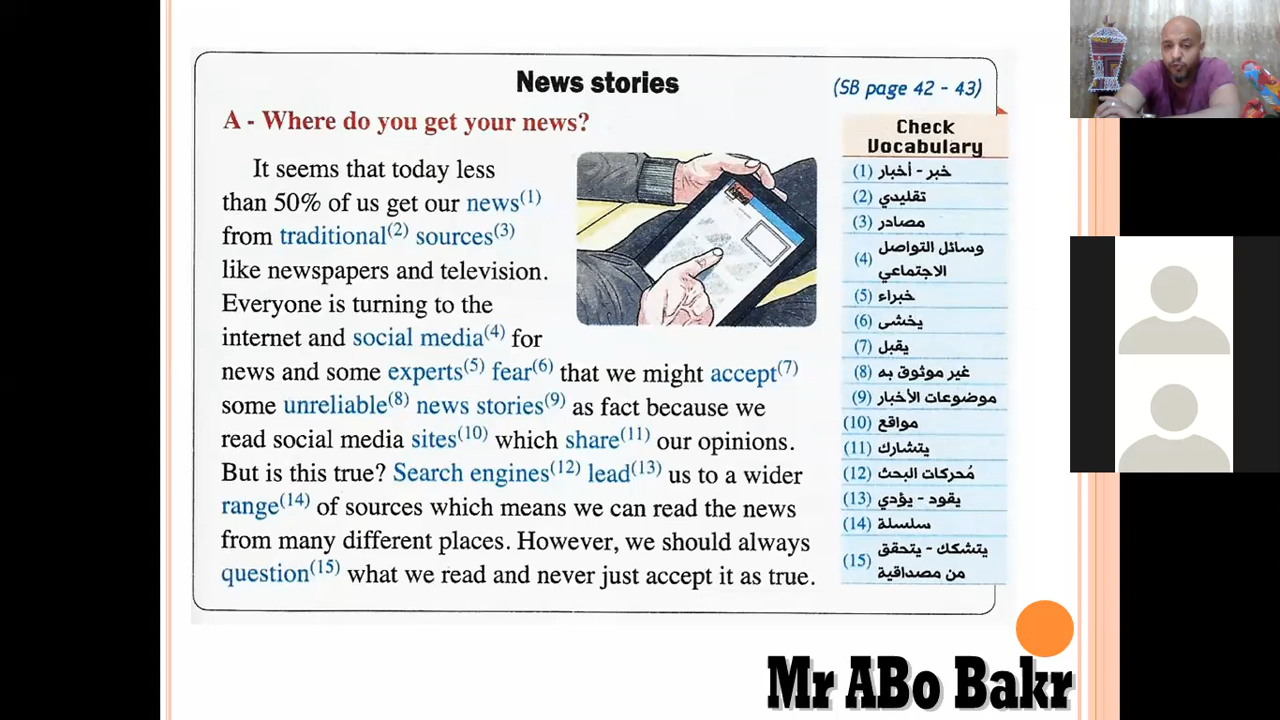 News stories
(SB page 42 - 43)
A - Where do you get your news?
It seems that today less
than 50% of us get our news(1)
from traditional(2) sources(3)
like newspapers and television.
Everyone is turning to the
internet and social media(4) for
news and some experts(5) fear(6) that we might accept(7)
some unreliable(8) news stories(9) as fact because we
read social media sites(10) which share(11) our opinions.
But is this true? Search engines(12) lead(13) us to a wider
range(14) of sources which means we can read the news
from many different places. However, we should always
question(15) what we read and never just accept it as true.
Check
Vocabulary
(1) خبر - أخبار
(2) تقليدي
(3) مصادر
(4) وسائل التواصل
الاجتماعي
(5) خبراء
(6) يخشى
(7) يقبل
(8) غير موثوق به
(9) موضوعات الأخبار
(10) مواقع
(11) يتشارك
(12) مُحركات البحث
(13) يقود - يؤدي
(14) سلسلة
(15) يتشكك - يتحقق
من مصداقية
Mr ABo Bakr